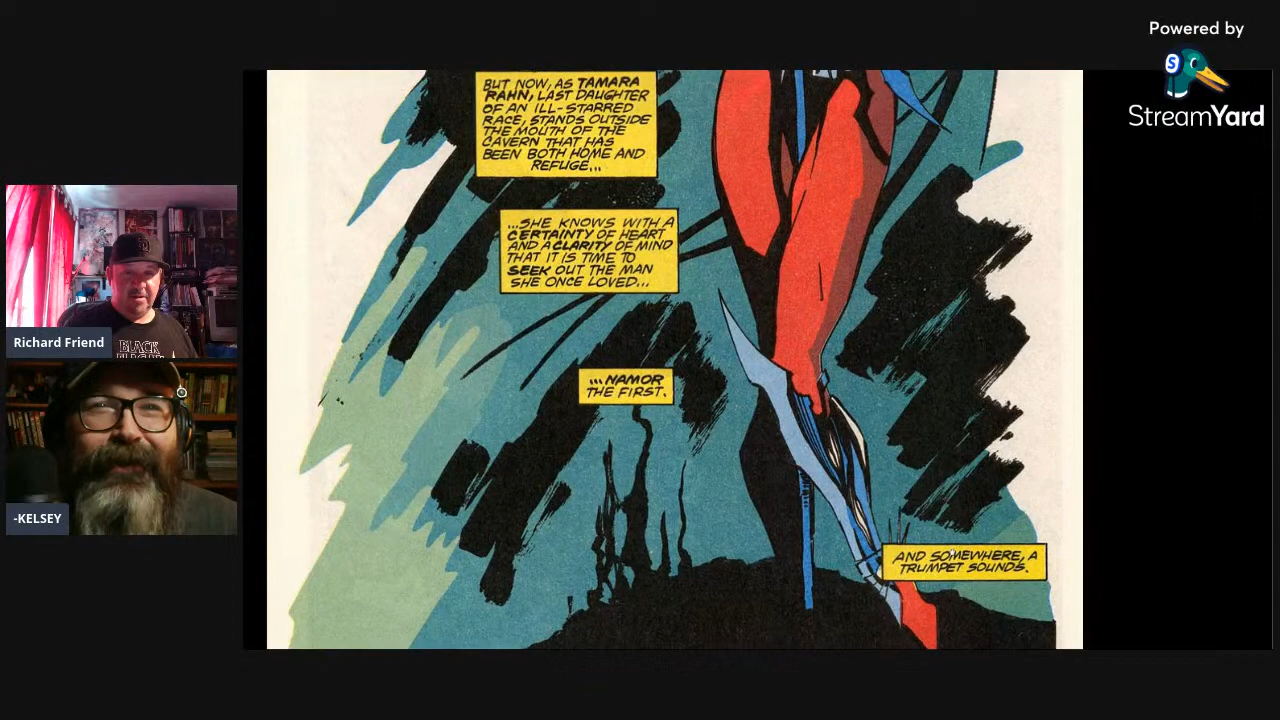 Powered by
StreamYard
BUT NOW, AS TAMARA
RAHN, LAST DAUGHTER
OF AN ILL-STARRED
RACE, STANDS OUTSIDE
THE MOUTH OF THE
CAVERN THAT HAS
BEEN BOTH HOME AND
REFUGE...
...SHE KNOWS WITH A
CERTAINTY OF HEART
AND A CLARITY OF MIND
THAT IT IS TIME TO
SEEK OUT THE MAN
SHE ONCE LOVED...
...NAMOR
THE FIRST.
AND SOMEWHERE, A
TRUMPET SOUNDS.
Richard Friend
BLACK
-KELSEY